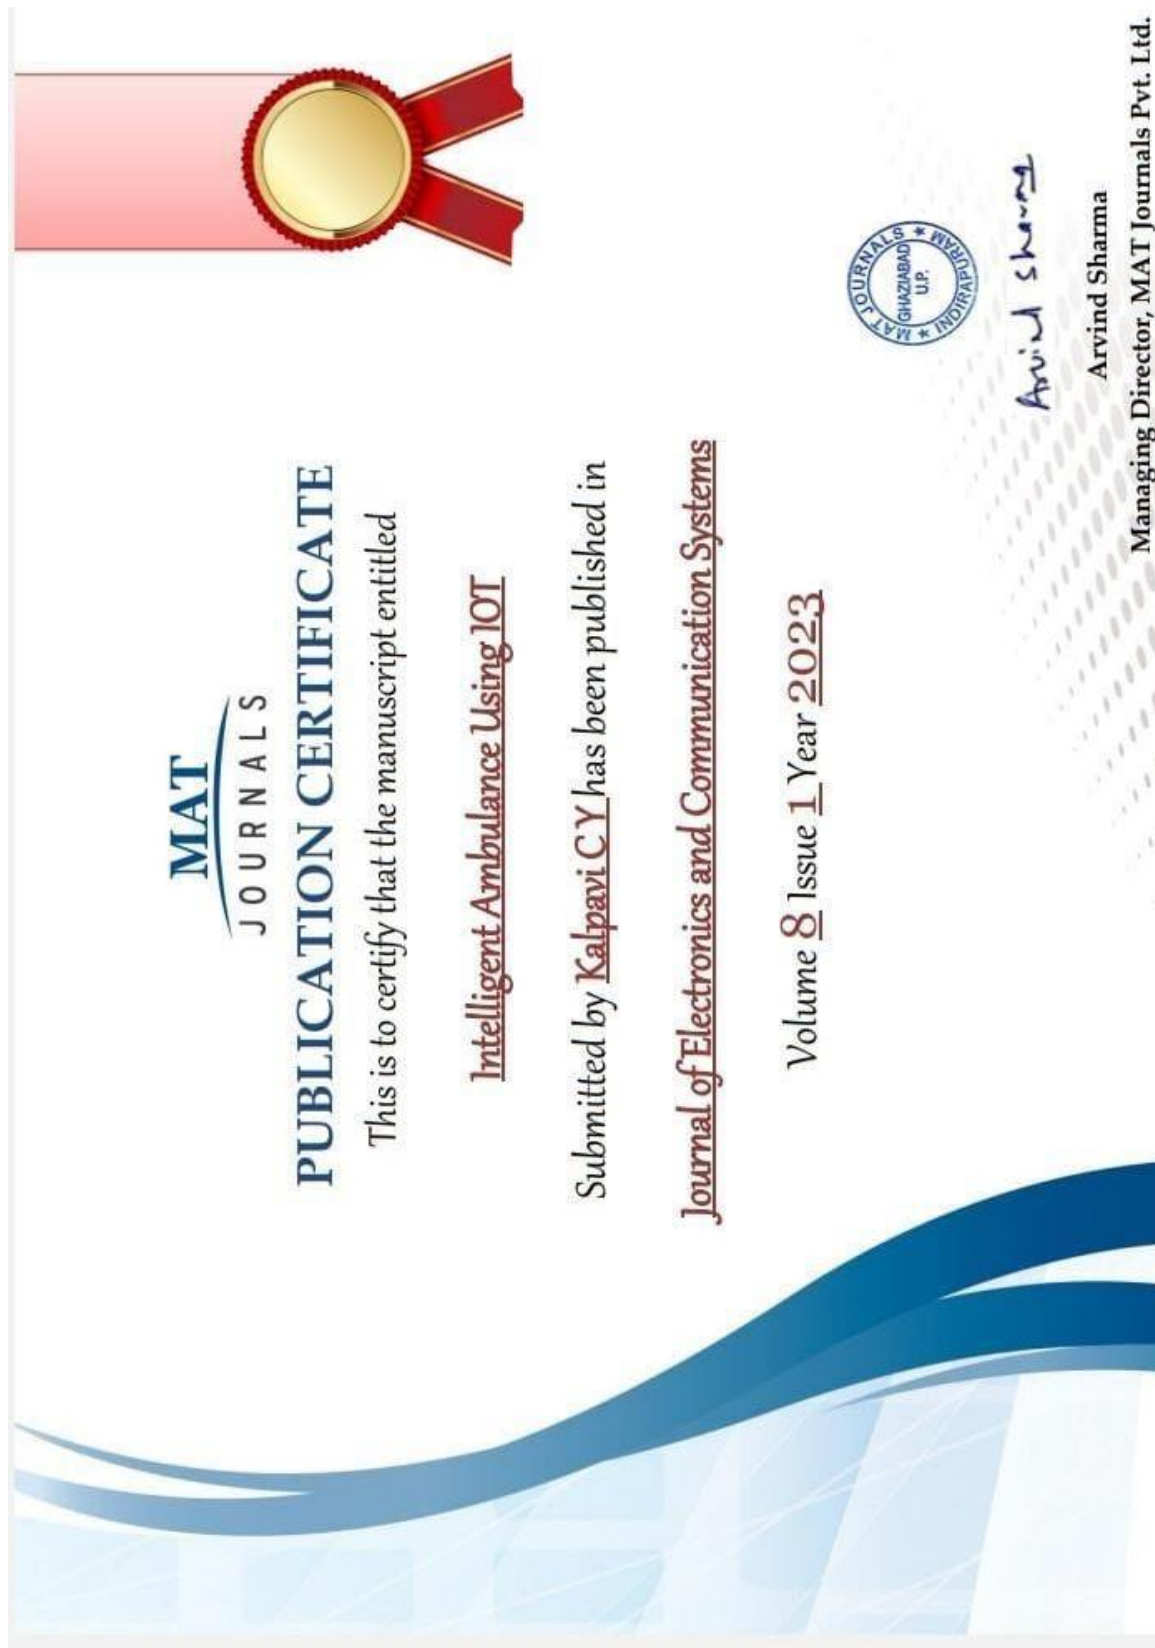 MAT
JOURNALS
PUBLICATION CERTIFICATE
This is to certify that the manuscript entitled
Intelligent Ambulance Using IOT
Submitted by Kalpavi C Y has been published in
Journal of Electronics and Communication Systems
Volume 8 Issue 1 Year 2023
★ MAT JOURNALS ★
INDIRAPURAM
GHAZIABAD
U.P.
Arvind Sharma
Arvind Sharma
Managing Director, MAT Journals Pvt. Ltd.